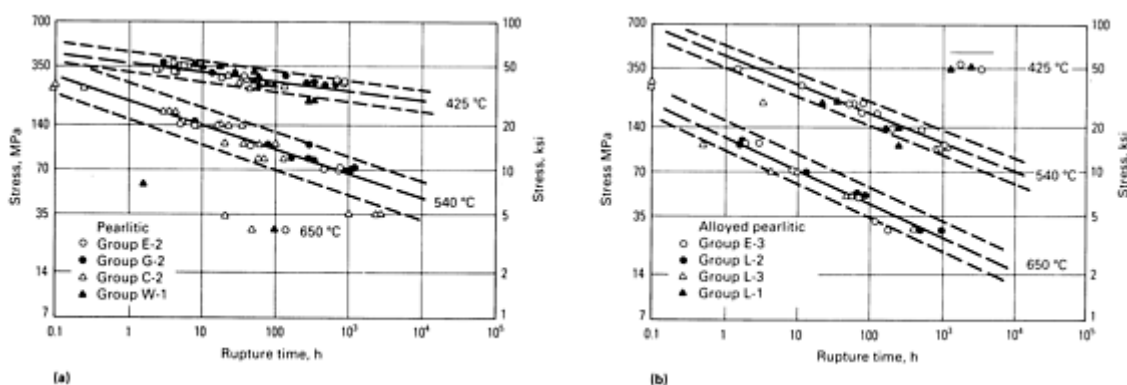 700
350
140
70
35
14
7
Stress, MPa
100
50
20
10
5
2
1
Stress, ksi
425 °C
540 °C
650 °C
Pearlitic
Group E-2
Group G-2
Group C-2
Group W-1
0.1
1
10
100
10³
10⁴
10⁵
Rupture time, h
(a)
700
350
140
70
35
14
7
Stress MPa
100
50
20
10
5
2
1
Stress, ksi
425 °C
540 °C
650 °C
Alloyed pearlitic
Group E-3
Group L-2
Group L-3
Group L-1
0.1
1
10
100
10³
10⁴
10⁵
Rupture time, h
(b)